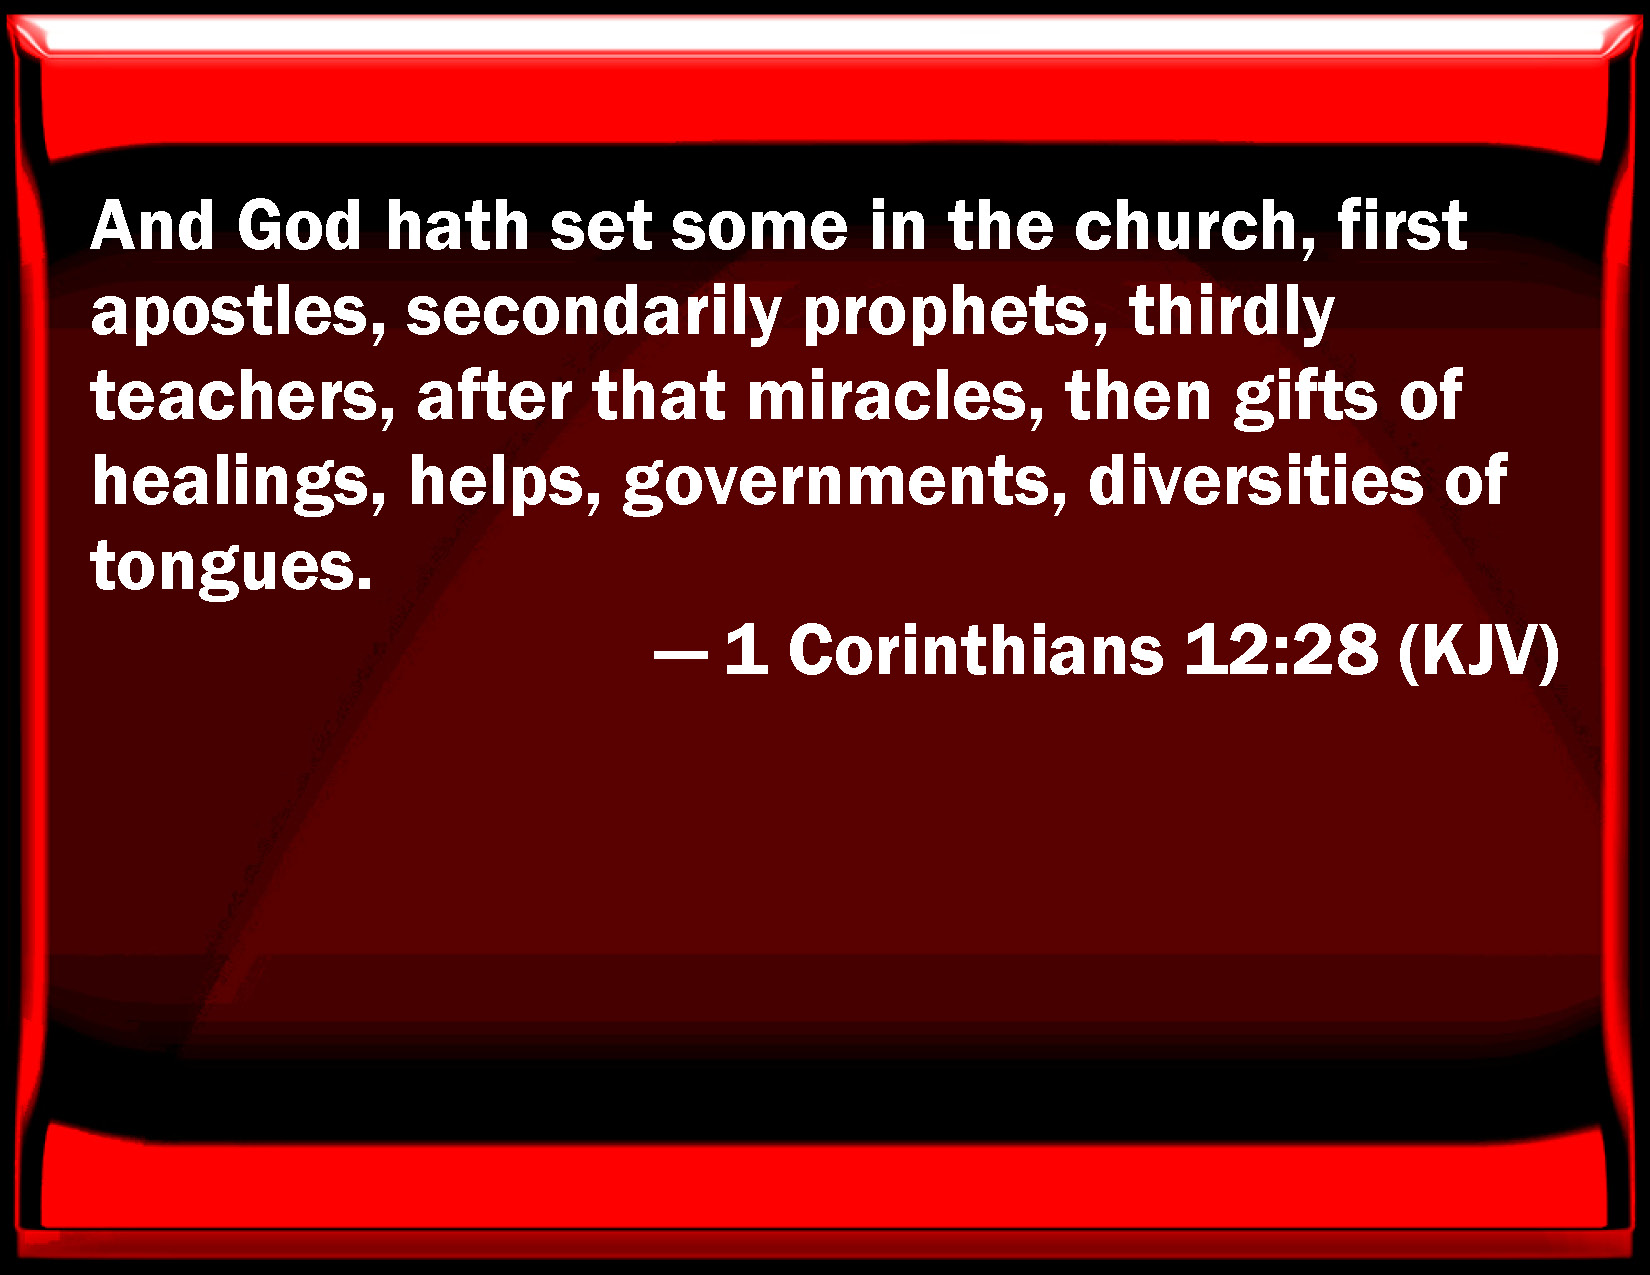 And God hath set some in the church, first
apostles, secondarily prophets, thirdly
teachers, after that miracles, then gifts of
healings, helps, governments, diversities of
tongues.
— 1 Corinthians 12:28 (KJV)